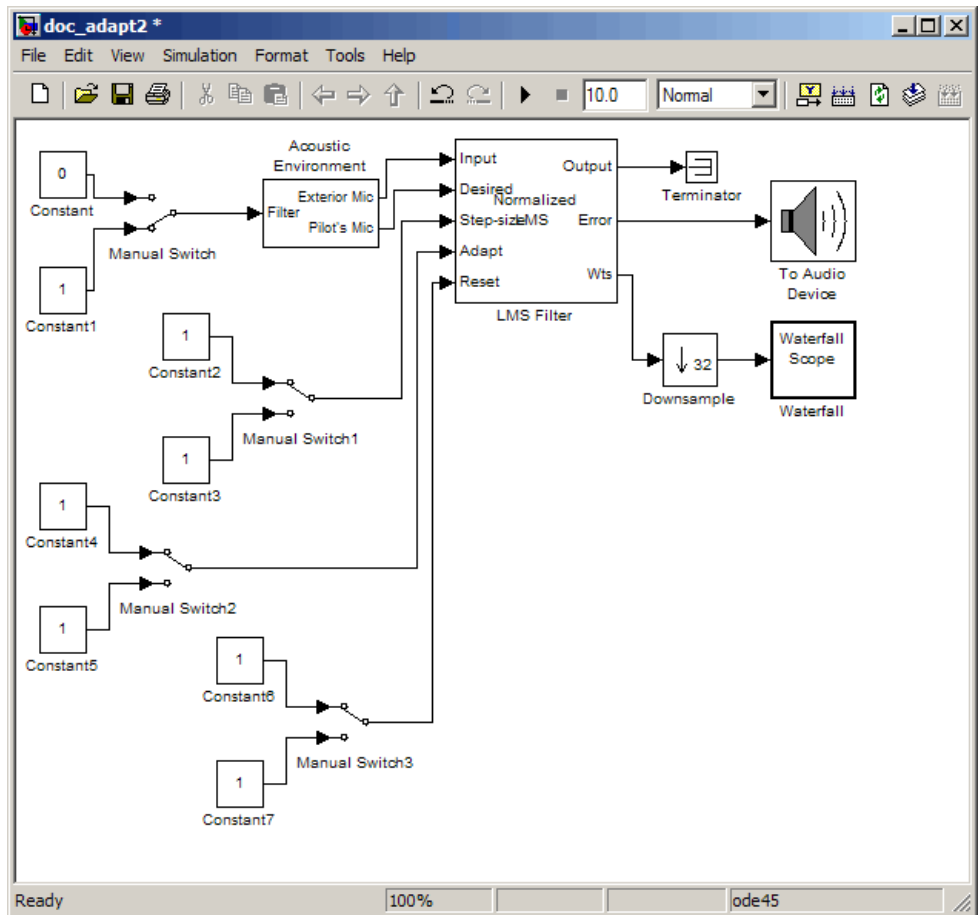 doc_adapt2 *
File Edit View Simulation Format Tools Help
10.0 Normal
0
Constant
1
Constant1
Manual Switch
Acoustic
Environment
Filter
Exterior Mic
Pilot's Mic
Input
Desired
Step-size
Adapt
Reset
Normalized
LMS
Output
Error
Wts
LMS Filter
Terminator
To Audio
Device
32
Downsample
Waterfall
Scope
Waterfall
1
Constant2
1
Constant3
Manual Switch1
1
Constant4
1
Constant5
Manual Switch2
1
Constant6
1
Constant7
Manual Switch3
Ready 100% ode45